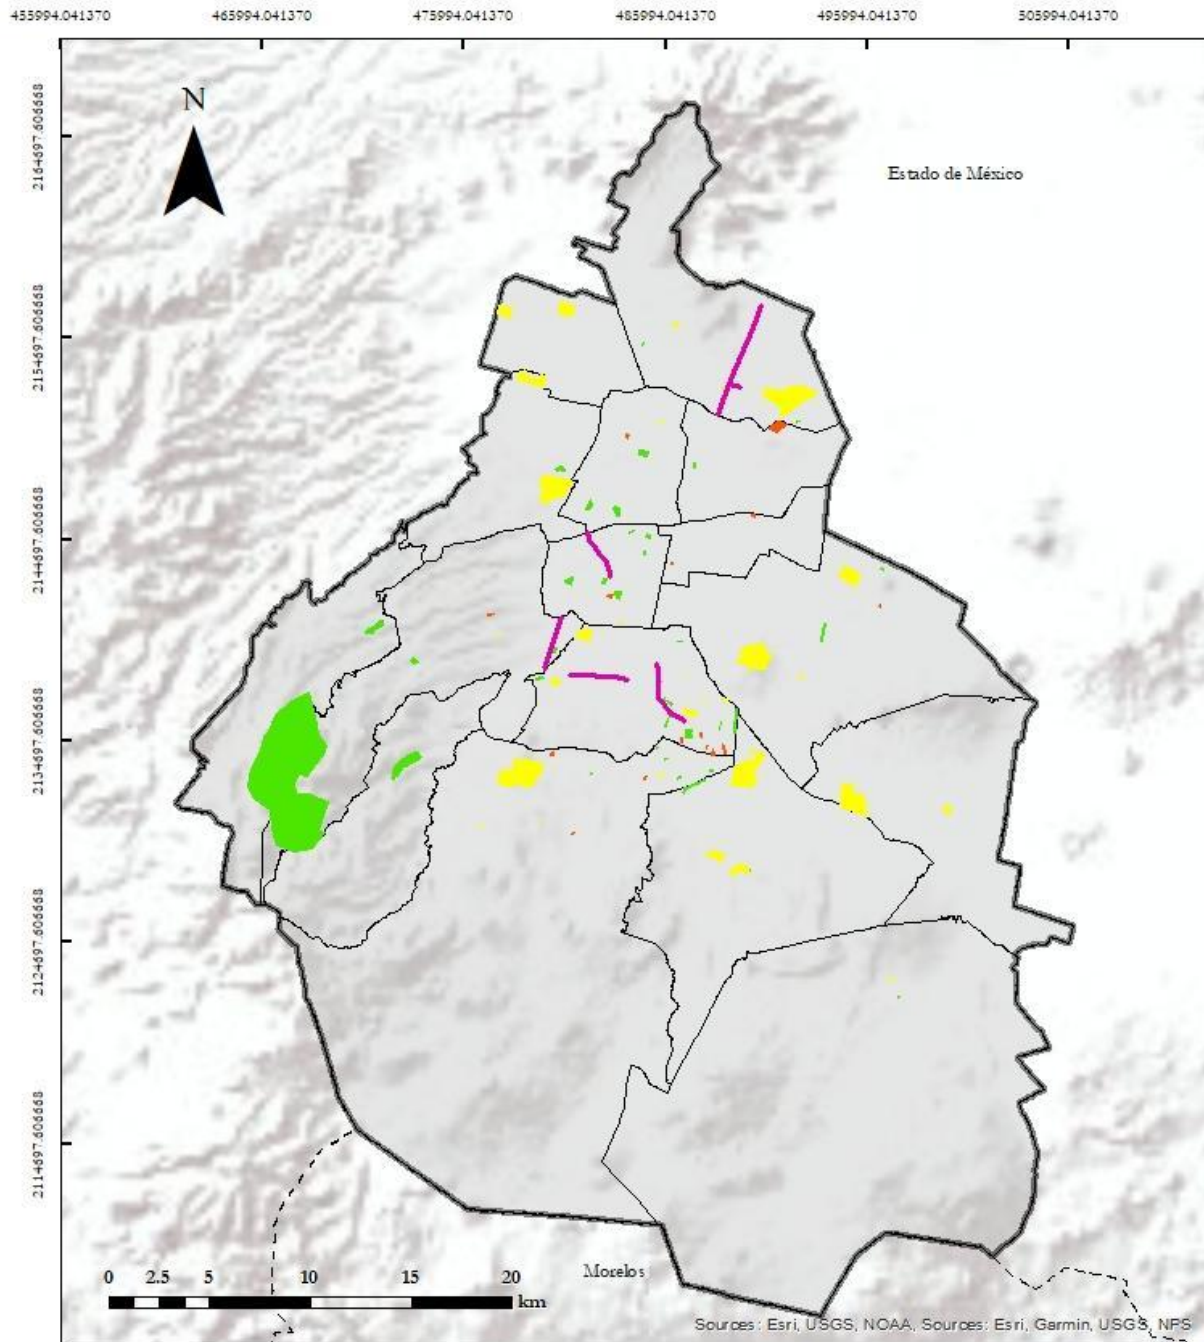 455994.041370 465994.041370 475994.041370 485994.041370 495994.041370 505994.041370
N
Estado de México
2164697.606668
2154697.606668
2144697.606668
2134697.606668
2124697.606668
2114697.606668
Morelos
0 2.5 5 10 15 20
km
Sources: Esri, USGS, NOAA, Sources: Esri, Garmin, USGS, NPS